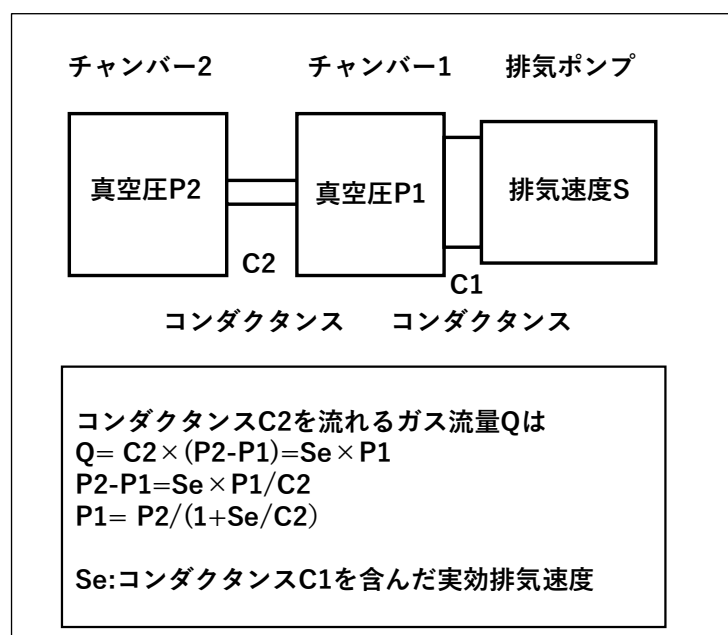 チャンバー2 チャンバー1 排気ポンプ
真空圧P2 真空圧P1 排気速度S
C2
C1
コンダクタンス コンダクタンス
コンダクタンスC2を流れるガス流量Qは
Q= C2×(P2-P1)=Se×P1
P2-P1=Se×P1/C2
P1= P2/(1+Se/C2)
Se:コンダクタンスC1を含んだ実効排気速度